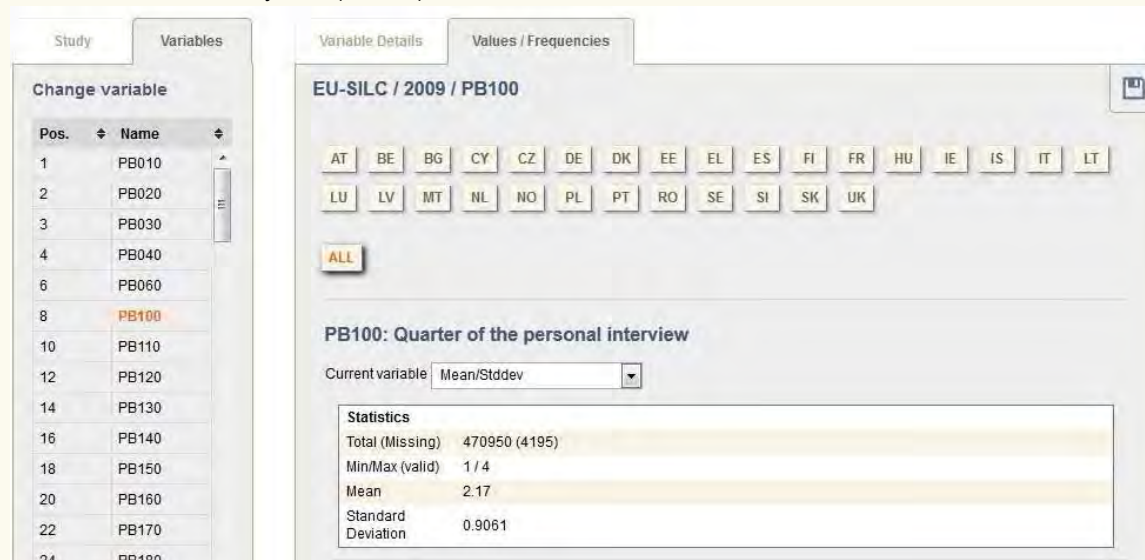 Study Variables
Change variable
Pos. Name
1 PB010
2 PB020
3 PB030
4 PB040
6 PB060
8 PB100
10 PB110
12 PB120
14 PB130
16 PB140
18 PB150
20 PB160
22 PB170
24 PB180
Variable Details Values / Frequencies
EU-SILC / 2009 / PB100
AT BE BG CY CZ DE DK EE EL ES FI FR HU IE IS IT LT
LU LV MT NL NO PL PT RO SE SI SK UK
ALL
PB100: Quarter of the personal interview
Current variable Mean/Stddev
Statistics
Total (Missing) 470950 (4195)
Min/Max (valid) 1 / 4
Mean 2.17
Standard
Deviation 0.9061